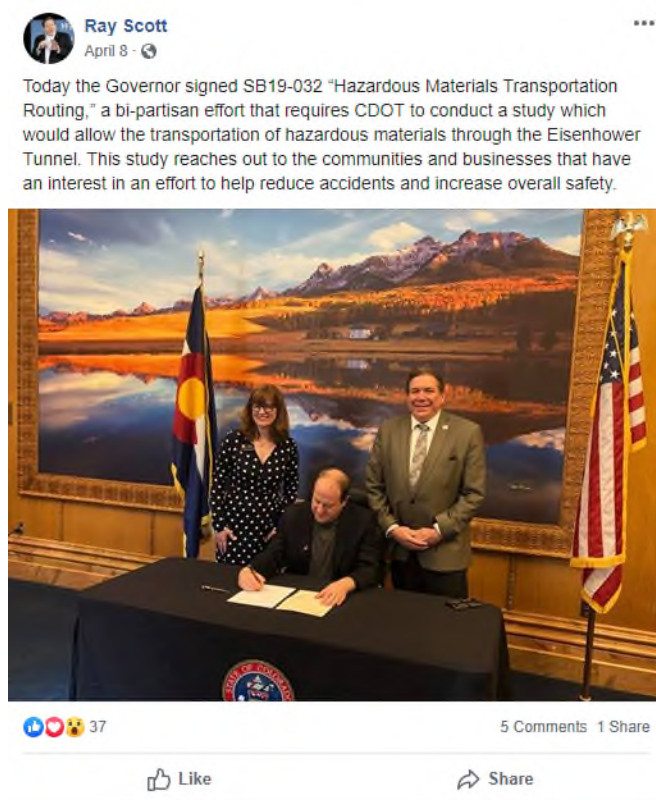 Ray Scott
April 8 ·
Today the Governor signed SB19-032 “Hazardous Materials Transportation
Routing,” a bi-partisan effort that requires CDOT to conduct a study which
would allow the transportation of hazardous materials through the Eisenhower
Tunnel. This study reaches out to the communities and businesses that have
an interest in an effort to help reduce accidents and increase overall safety.
STATE OF COLORADO
37
5 Comments 1 Share
Like
Share